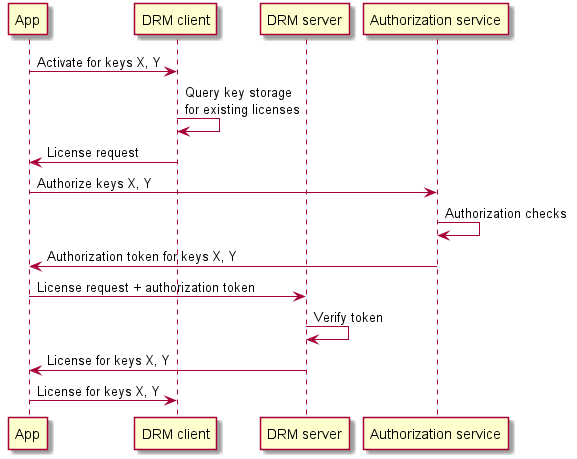 App
DRM client
DRM server
Authorization service
Activate for keys X, Y
Query key storage
for existing licenses
License request
Authorize keys X, Y
Authorization checks
Authorization token for keys X, Y
License request + authorization token
Verify token
License for keys X, Y
License for keys X, Y
App
DRM client
DRM server
Authorization service